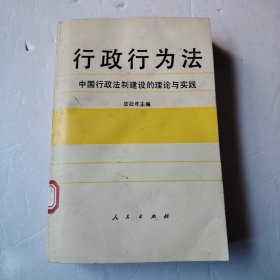 行政行为法
中国行政法制建设的理论与实践
应松年主编
人民出版社